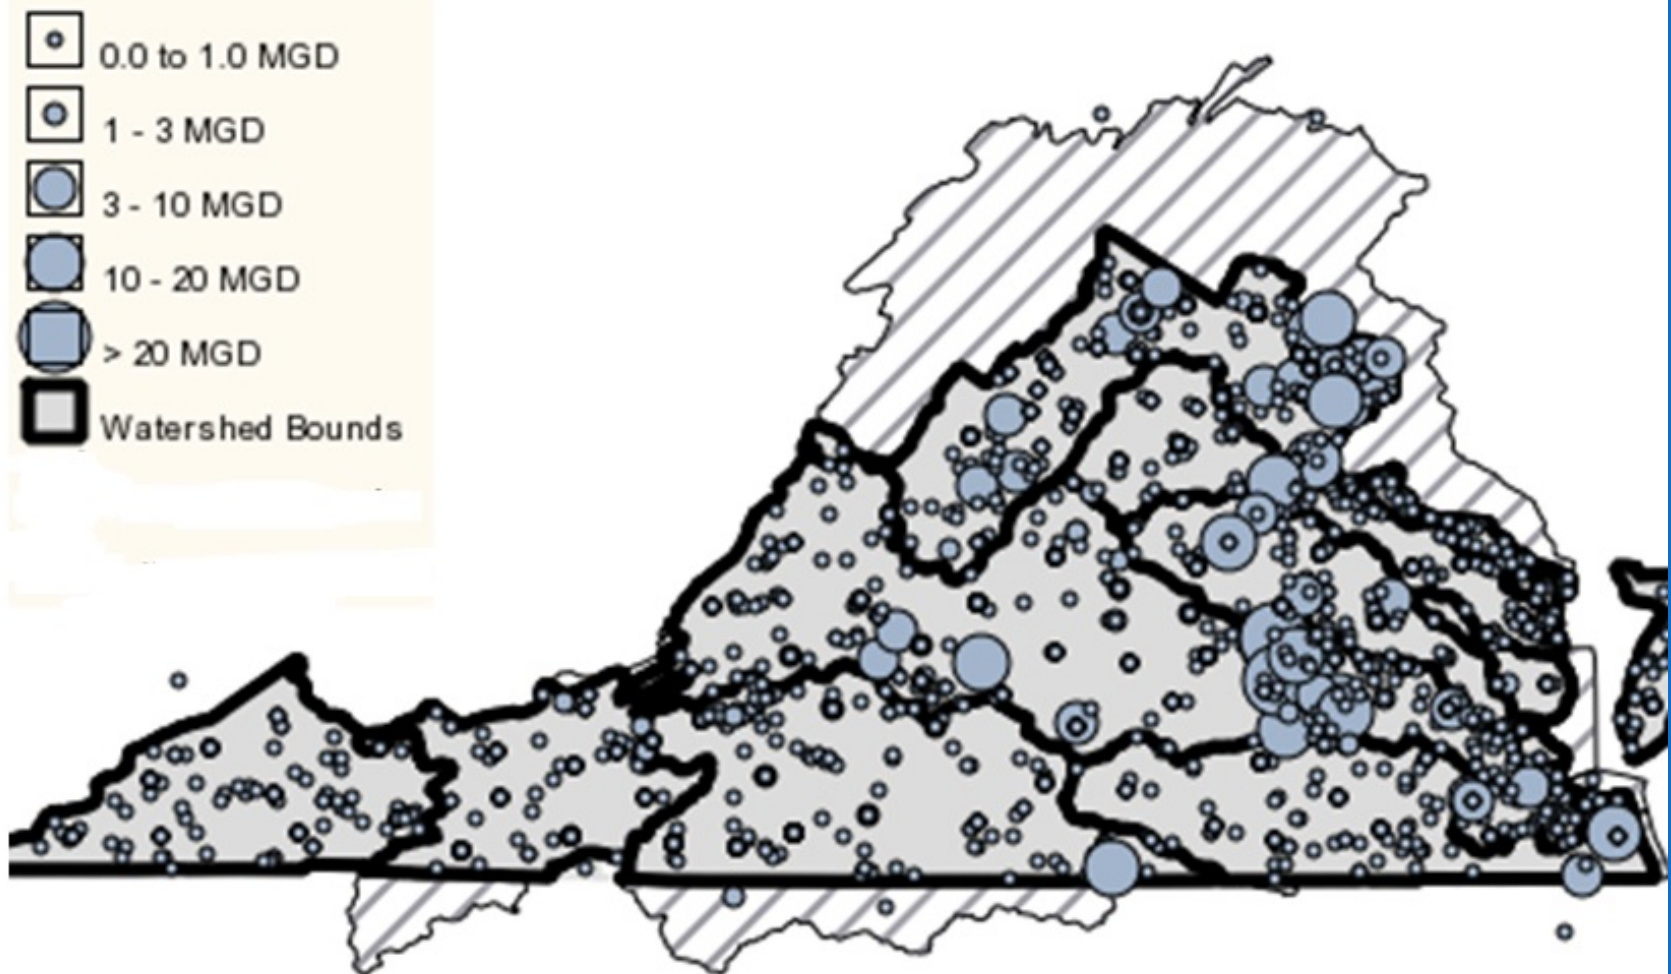 0.0 to 1.0 MGD
1 - 3 MGD
3 - 10 MGD
10 - 20 MGD
> 20 MGD
Watershed Bounds